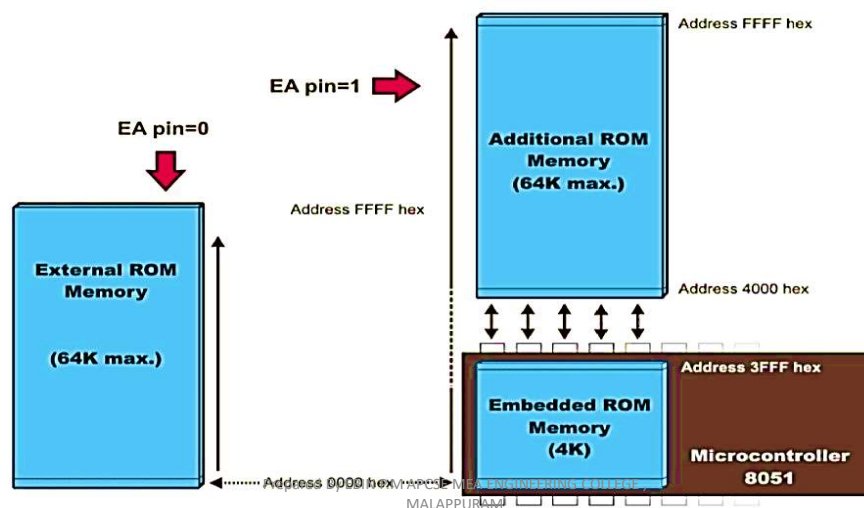 Address FFFF hex
EA pin=1
EA pin=0
Additional ROM
Memory
(64K max.)
Address FFFF hex
External ROM
Memory
(64K max.)
Address 4000 hex
Address 3FFF hex
Embedded ROM
Memory
(4K)
Microcontroller
8051
Address 0000 hex
MEA ENGINEERING COLLEGE
MALAPPURAM